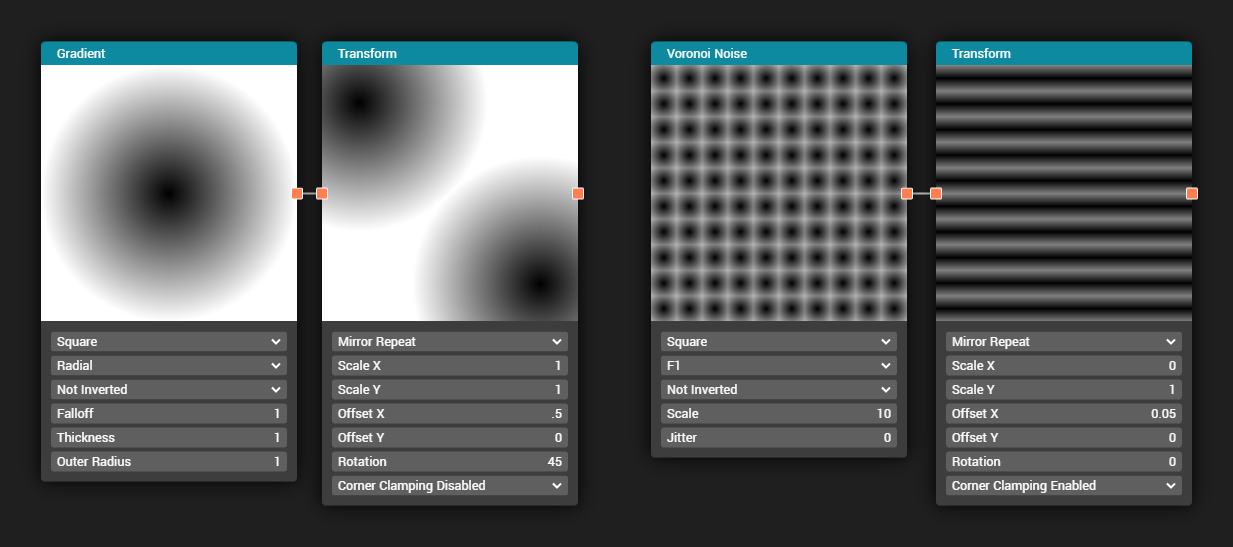 Gradient
Square
Radial
Not Inverted
Falloff 1
Thickness 1
Outer Radius 1
Transform
Mirror Repeat
Scale X 1
Scale Y 1
Offset X .5
Offset Y 0
Rotation 45
Corner Clamping Disabled
Voronoi Noise
Square
F1
Not Inverted
Scale 10
Jitter 0
Transform
Mirror Repeat
Scale X 0
Scale Y 1
Offset X 0.05
Offset Y 0
Rotation 0
Corner Clamping Enabled